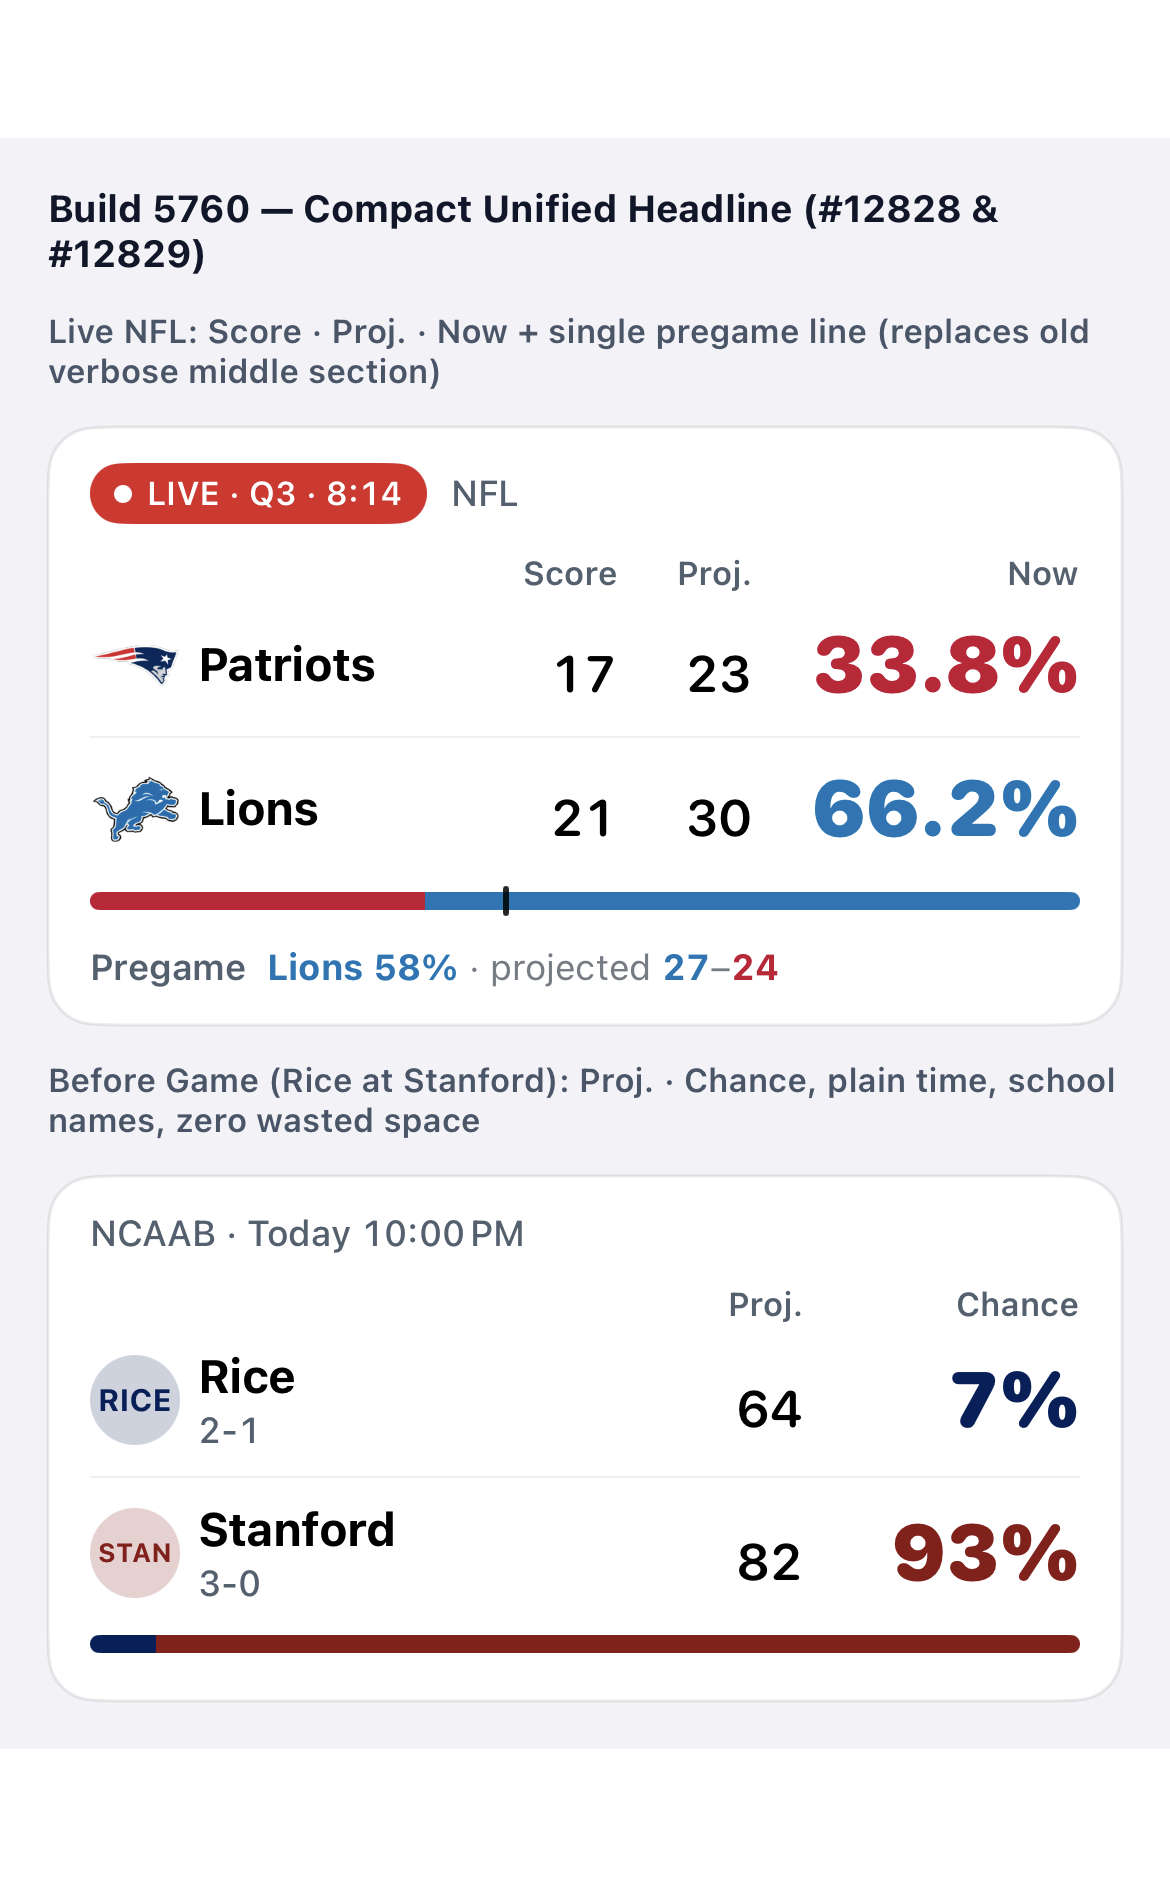 Build 5760 — Compact Unified Headline (#12828 &
#12829)
Live NFL: Score · Proj. · Now + single pregame line (replaces old
verbose middle section)
LIVE · Q3 · 8:14 NFL
Score Proj. Now
Patriots 17 23 33.8%
Lions 21 30 66.2%
Pregame Lions 58% · projected 27–24
Before Game (Rice at Stanford): Proj. · Chance, plain time, school
names, zero wasted space
NCAAB · Today 10:00 PM
Proj. Chance
RICE Rice 64 7%
2-1
STAN Stanford 82 93%
3-0